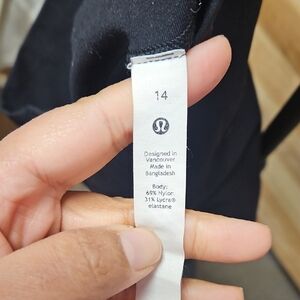 14
Designed in
Vancouver
Made in
Bangladesh
Body:
69% Nylon,
31% Lycra®
elastane